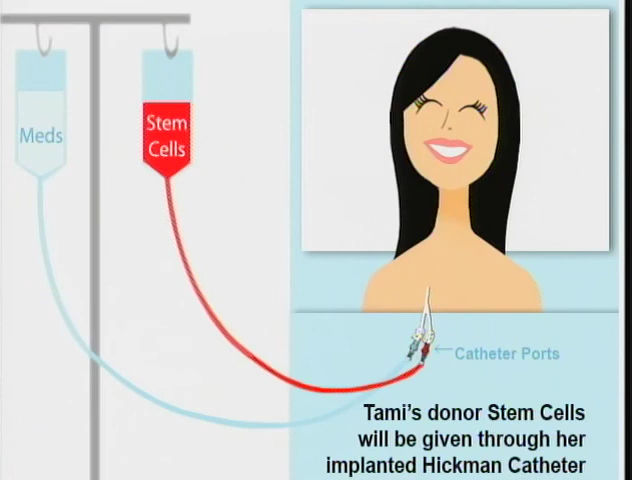 Meds
Stem
Cells
Catheter Ports
Tami's donor Stem Cells
will be given through her
implanted Hickman Catheter